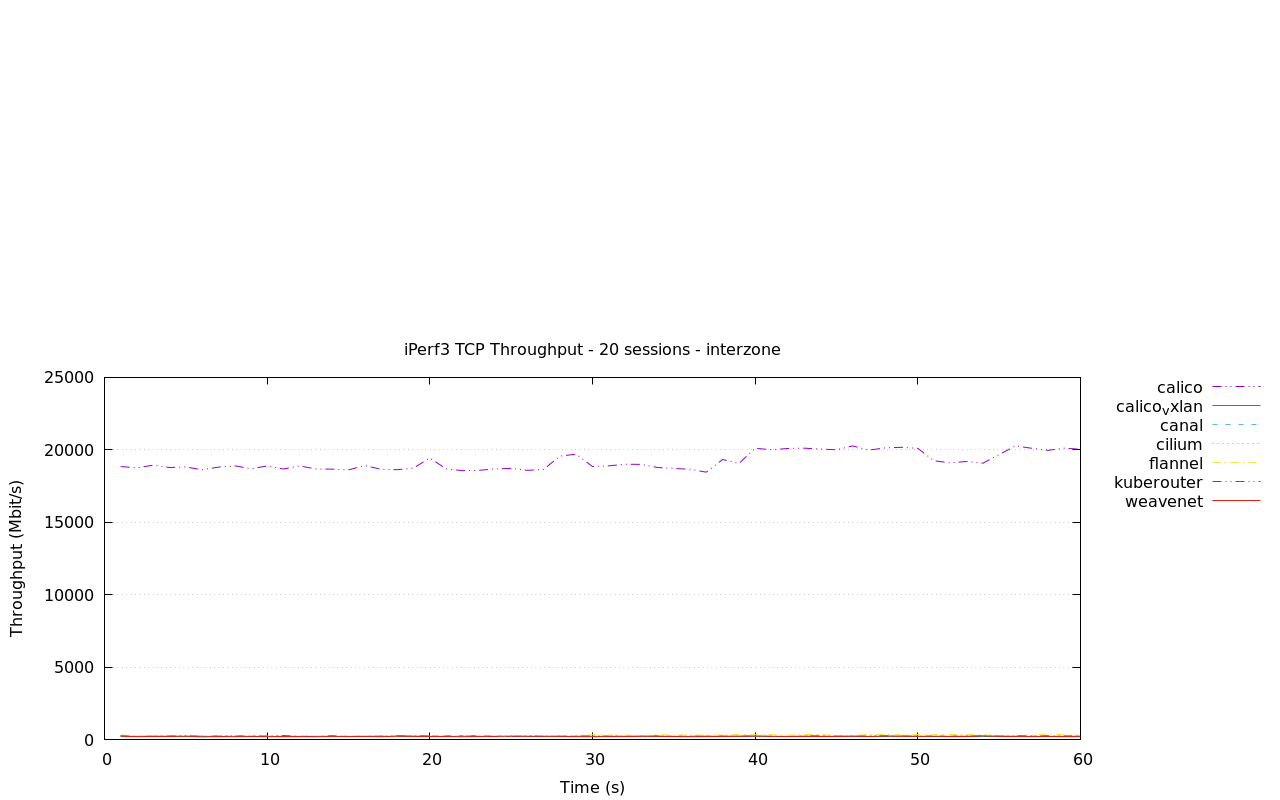 iPerf3 TCP Throughput - 20 sessions - interzone
25000
20000
15000
10000
5000
0
Throughput (Mbit/s)
0 10 20 30 40 50 60
Time (s)
calico
calicovxlan
canal
cilium
flannel
kuberouter
weavenet